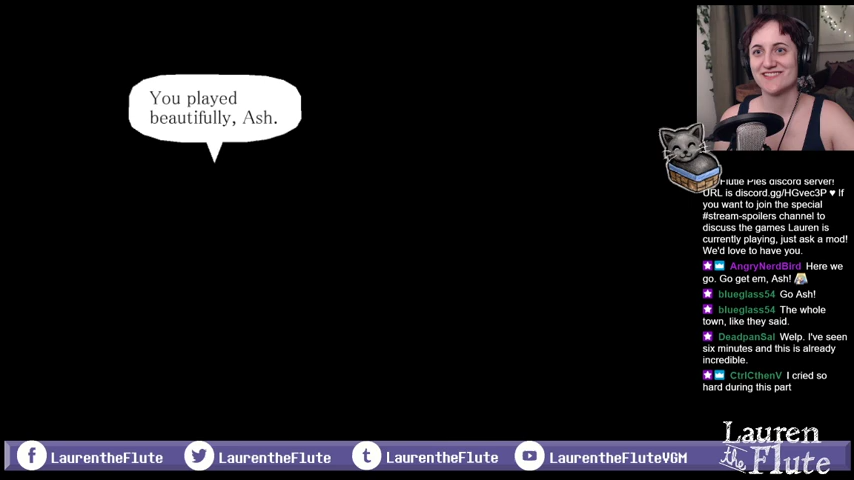 You played
beautifully, Ash.
Flutie Pies discord server!
URL is discord.gg/HGvec3P ♥ If
you want to join the special
#stream-spoilers channel to
discuss the games Lauren is
currently playing, just ask a mod!
We'd love to have you.
AngryNerdBird Here we
go. Go get em, Ash!
blueglass54 Go Ash!
blueglass54 The whole
town, like they said.
DeadpanSal Welp. I've seen
six minutes and this is already
incredible.
CtrlCthenV I cried so
hard during this part
LaurentheFlute
LaurentheFlute
LaurentheFlute
LaurentheFluteVGM
Lauren
the Flute